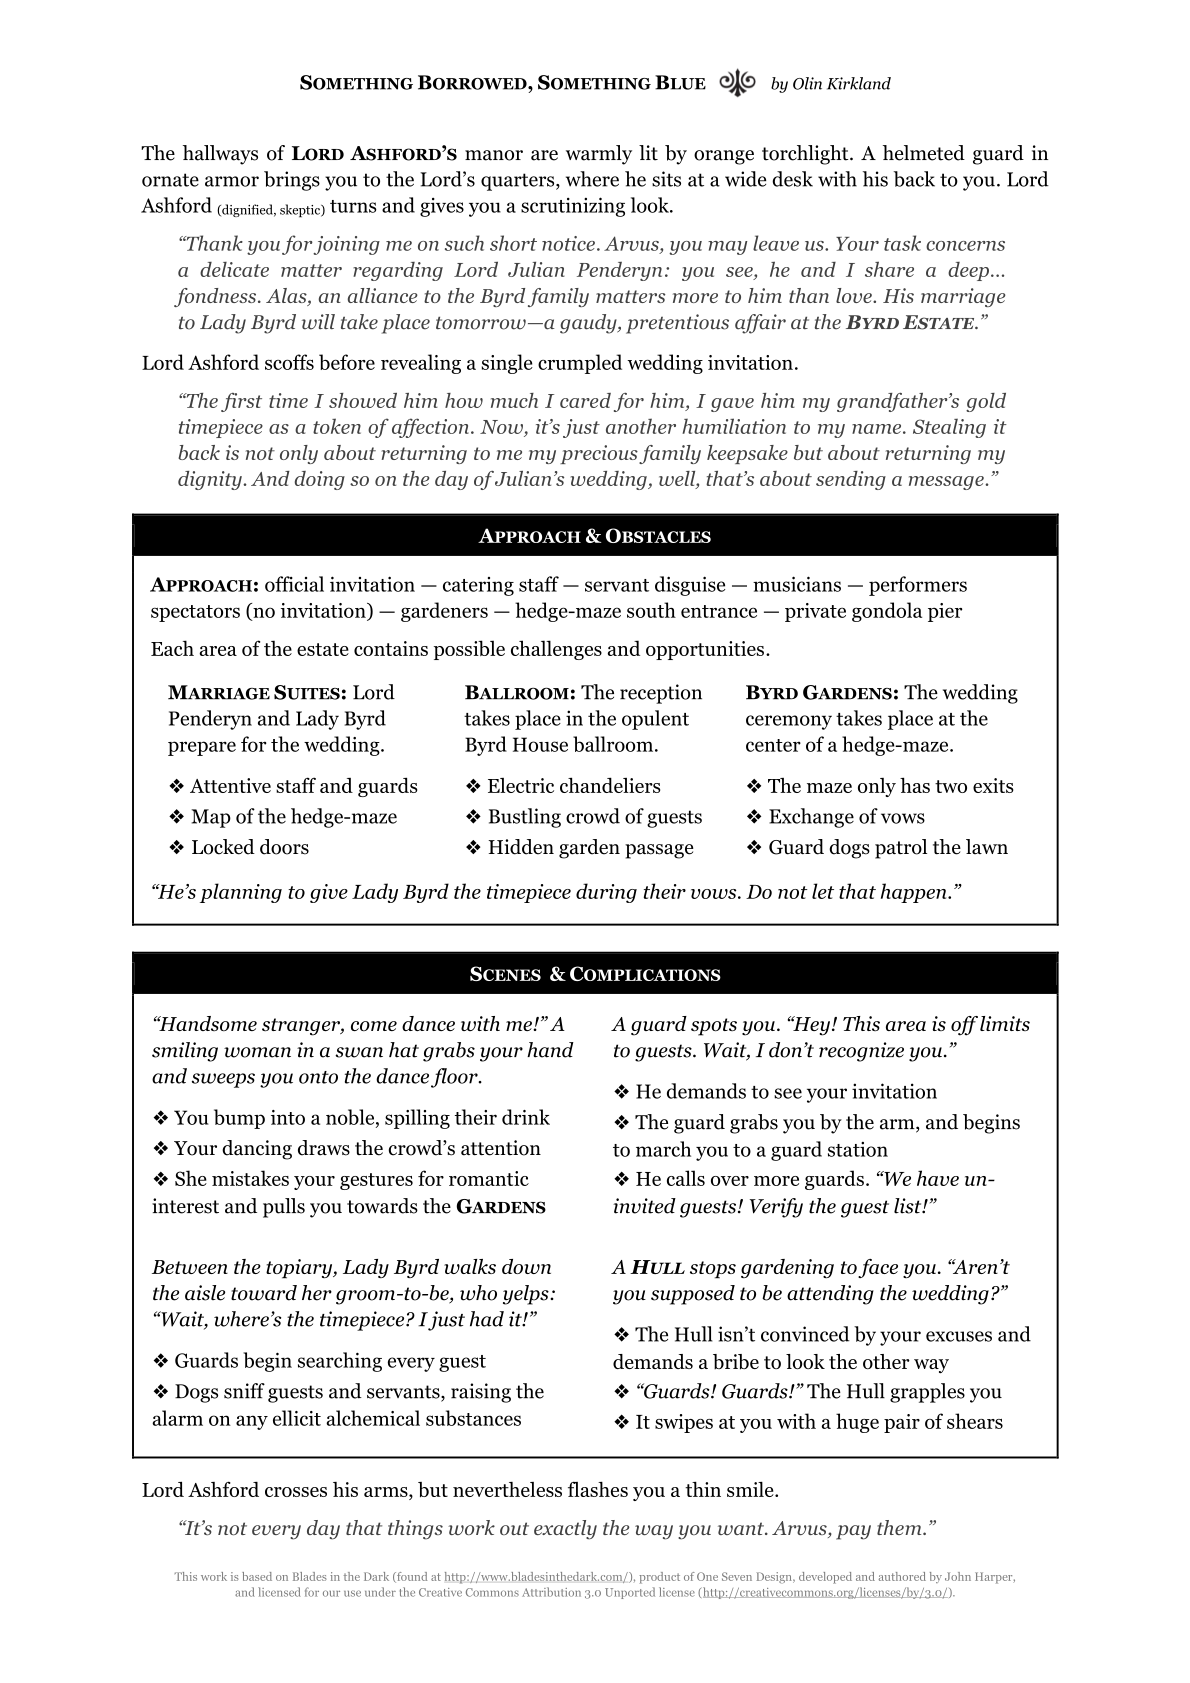 SOMETHING BORROWED, SOMETHING BLUE by Olin Kirkland
The hallways of LORD ASHFORD’S manor are warmly lit by orange torchlight. A helmeted guard in
ornate armor brings you to the Lord’s quarters, where he sits at a wide desk with his back to you. Lord
Ashford (dignified, skeptic) turns and gives you a scrutinizing look.
“Thank you for joining me on such short notice. Arvus, you may leave us. Your task concerns
a delicate matter regarding Lord Julian Penderyn: you see, he and I share a deep...
fondness. Alas, an alliance to the Byrd family matters more to him than love. His marriage
to Lady Byrd will take place tomorrow—a gaudy, pretentious affair at the BYRD ESTATE.”
Lord Ashford scoffs before revealing a single crumpled wedding invitation.
“The first time I showed him how much I cared for him, I gave him my grandfather’s gold
timepiece as a token of affection. Now, it’s just another humiliation to my name. Stealing it
back is not only about returning to me my precious family keepsake but about returning my
dignity. And doing so on the day of Julian’s wedding, well, that’s about sending a message.”
APPROACH & OBSTACLES
APPROACH: official invitation — catering staff — servant disguise — musicians — performers
spectators (no invitation) — gardeners — hedge-maze south entrance — private gondola pier
Each area of the estate contains possible challenges and opportunities.
MARRIAGE SUITES: Lord
Penderyn and Lady Byrd
prepare for the wedding.
❖ Attentive staff and guards
❖ Map of the hedge-maze
❖ Locked doors
BALLROOM: The reception
takes place in the opulent
Byrd House ballroom.
❖ Electric chandeliers
❖ Bustling crowd of guests
❖ Hidden garden passage
BYRD GARDENS: The wedding
ceremony takes place at the
center of a hedge-maze.
❖ The maze only has two exits
❖ Exchange of vows
❖ Guard dogs patrol the lawn
“He’s planning to give Lady Byrd the timepiece during their vows. Do not let that happen.”
SCENES & COMPLICATIONS
“Handsome stranger, come dance with me!” A
smiling woman in a swan hat grabs your hand
and sweeps you onto the dance floor.
❖ You bump into a noble, spilling their drink
❖ Your dancing draws the crowd’s attention
❖ She mistakes your gestures for romantic
interest and pulls you towards the GARDENS
A guard spots you. “Hey! This area is off limits
to guests. Wait, I don’t recognize you.”
❖ He demands to see your invitation
❖ The guard grabs you by the arm, and begins
to march you to a guard station
❖ He calls over more guards. “We have un-
invited guests! Verify the guest list!”
Between the topiary, Lady Byrd walks down
the aisle toward her groom-to-be, who yelps:
“Wait, where’s the timepiece? I just had it!”
❖ Guards begin searching every guest
❖ Dogs sniff guests and servants, raising the
alarm on any ellicit alchemical substances
A HULL stops gardening to face you. “Aren’t
you supposed to be attending the wedding?”
❖ The Hull isn’t convinced by your excuses and
demands a bribe to look the other way
❖ “Guards! Guards!” The Hull grapples you
❖ It swipes at you with a huge pair of shears
Lord Ashford crosses his arms, but nevertheless flashes you a thin smile.
“It’s not every day that things work out exactly the way you want. Arvus, pay them.”
This work is based on Blades in the Dark (found at http://www.bladesinthedark.com/), product of One Seven Design, developed and authored by John Harper,
and licensed for our use under the Creative Commons Attribution 3.0 Unported license (http://creativecommons.org/licenses/by/3.0/).